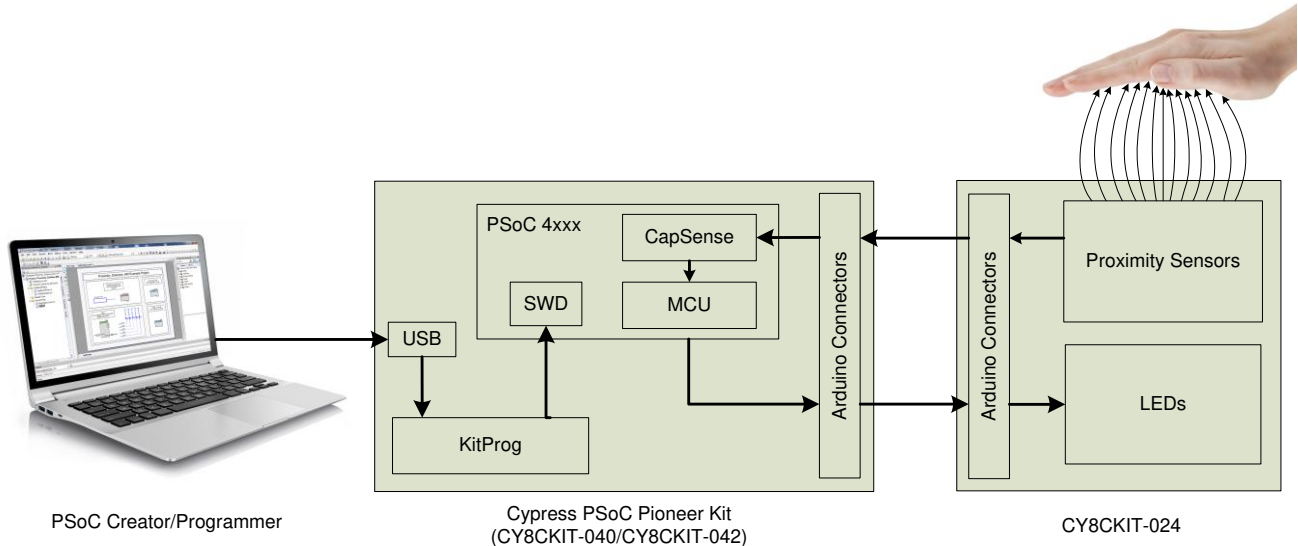 PSoC 4xxx
CapSense
SWD
MCU
USB
KitProg
Arduino Connectors
Arduino Connectors
Proximity Sensors
LEDs
PSoC Creator/Programmer
Cypress PSoC Pioneer Kit
(CY8CKIT-040/CY8CKIT-042)
CY8CKIT-024